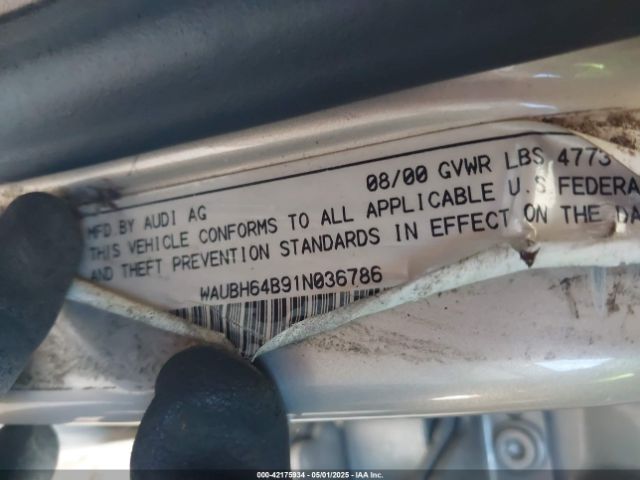 08/00 GVWR LBS 4773
MFD BY AUDI AG
THIS VEHICLE CONFORMS TO ALL APPLICABLE U.S FEDERA
AND THEFT PREVENTION STANDARDS IN EFFECT ON THE DA
WAUBH64B91N036786
000-42175934 - 05/01/2025 - IAA Inc.